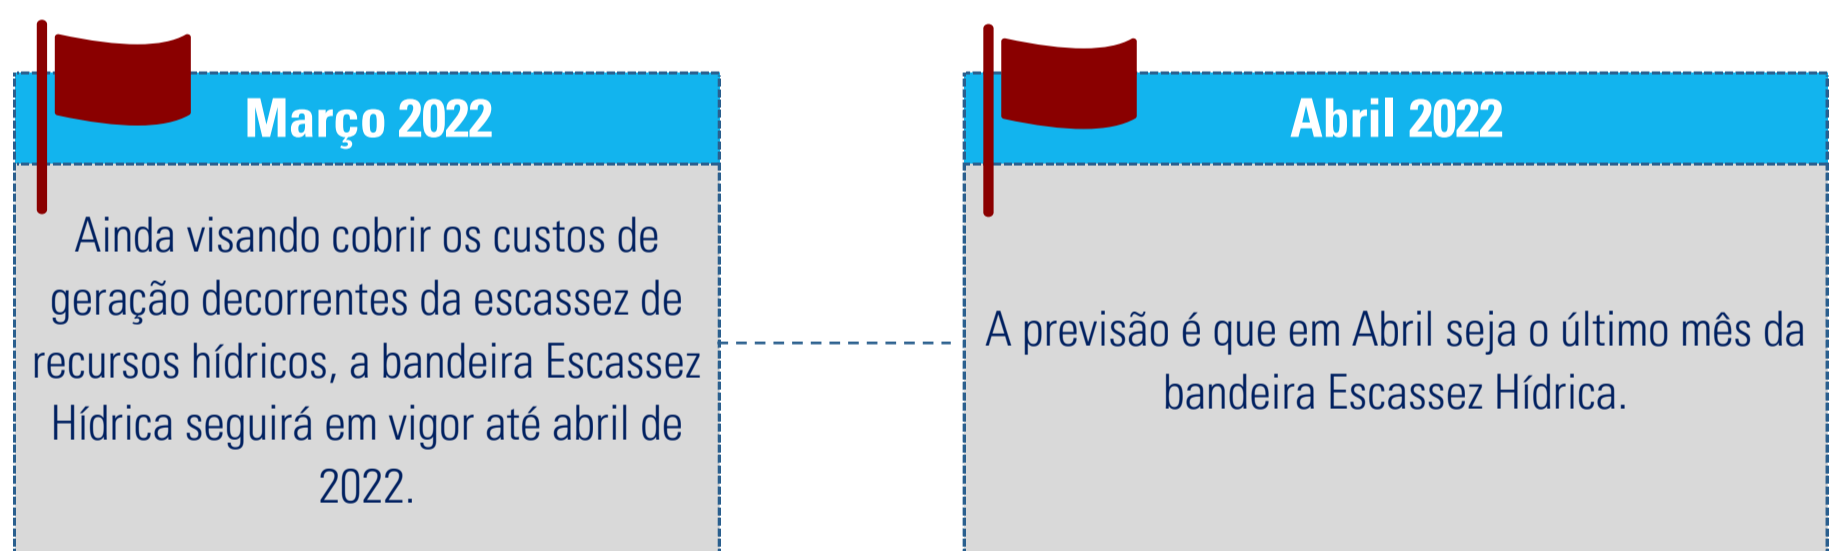 Março 2022
Ainda visando cobrir os custos de
geração decorrentes da escassez de
recursos hídricos, a bandeira Escassez
Hídrica seguirá em vigor até abril de
2022.
Abril 2022
A previsão é que em Abril seja o último mês da
bandeira Escassez Hídrica.